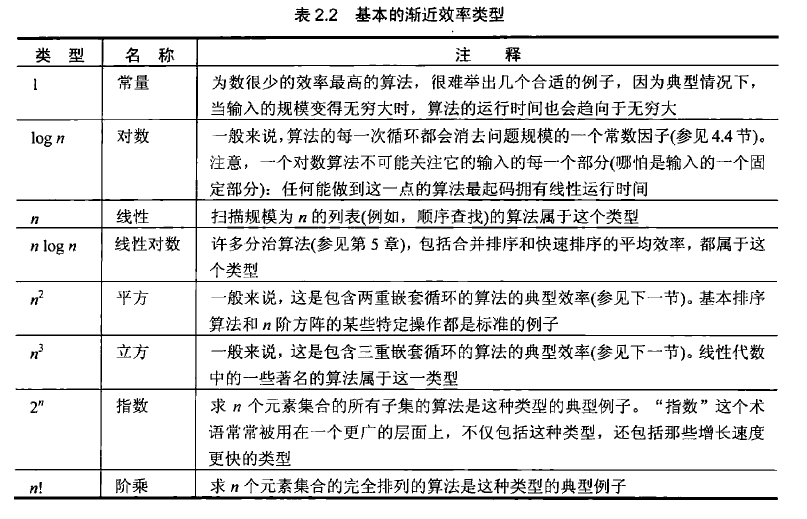 表 2.2 基本的渐近效率类型
类 型 名 称 注 释
1 常量 为数很少的效率最高的算法，很难举出几个合适的例子，因为典型情况下，
当输入的规模变得无穷大时，算法的运行时间也会趋向于无穷大
log n 对数 一般来说，算法的每一次循环都会消去问题规模的一个常数因子(参见 4.4 节)。
注意，一个对数算法不可能关注它的输入的每一个部分(哪怕是输入的一个固
定部分)：任何能做到这一点的算法最起码拥有线性运行时间
n 线性 扫描规模为 n 的列表(例如，顺序查找)的算法属于这个类型
n log n 线性对数 许多分治算法(参见第 5 章)，包括合并排序和快速排序的平均效率，都属于这
个类型
n² 平方 一般来说，这是包含两重嵌套循环的算法的典型效率(参见下一节)。基本排序
算法和 n 阶方阵的某些特定操作都是标准的例子
n³ 立方 一般来说，这是包含三重嵌套循环的算法的典型效率(参见下一节)。线性代数
中的一些著名的算法属于这一类型
2ⁿ 指数 求 n 个元素集合的所有子集的算法是这种类型的典型例子。“指数”这个术
语常常被用在一个更广的层面上，不仅包括这种类型，还包括那些增长速度
更快的类型
n! 阶乘 求 n 个元素集合的完全排列的算法是这种类型的典型例子